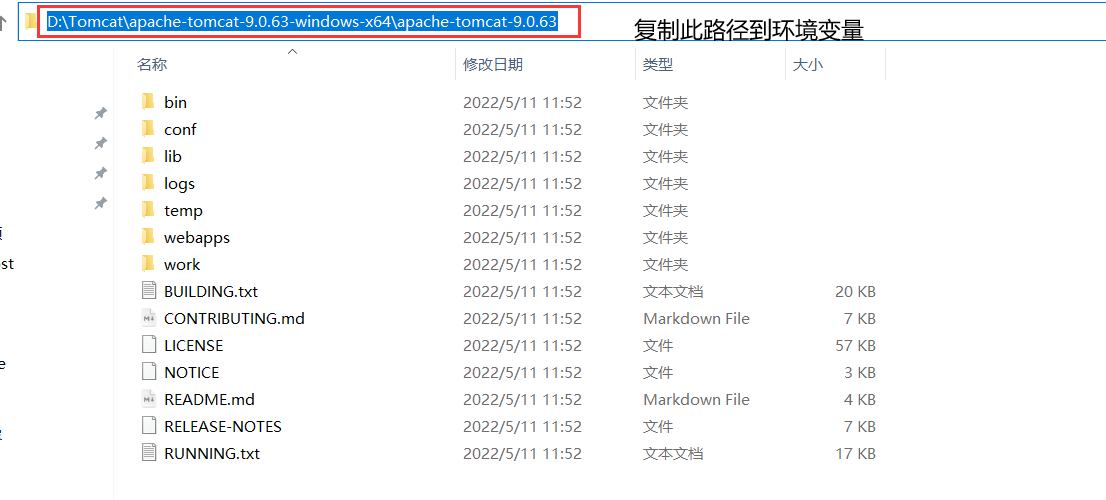 D:\Tomcat\apache-tomcat-9.0.63-windows-x64\apache-tomcat-9.0.63
复制此路径到环境变量
名称 修改日期 类型 大小
bin 2022/5/11 11:52 文件夹
conf 2022/5/11 11:52 文件夹
lib 2022/5/11 11:52 文件夹
logs 2022/5/11 11:52 文件夹
temp 2022/5/11 11:52 文件夹
webapps 2022/5/11 11:52 文件夹
work 2022/5/11 11:52 文件夹
st
BUILDING.txt 2022/5/11 11:52 文本文档 20 KB
CONTRIBUTING.md 2022/5/11 11:52 Markdown File 7 KB
LICENSE 2022/5/11 11:52 文件 57 KB
e
NOTICE 2022/5/11 11:52 文件 3 KB
README.md 2022/5/11 11:52 Markdown File 4 KB
RELEASE-NOTES 2022/5/11 11:52 文件 7 KB
RUNNING.txt 2022/5/11 11:52 文本文档 17 KB